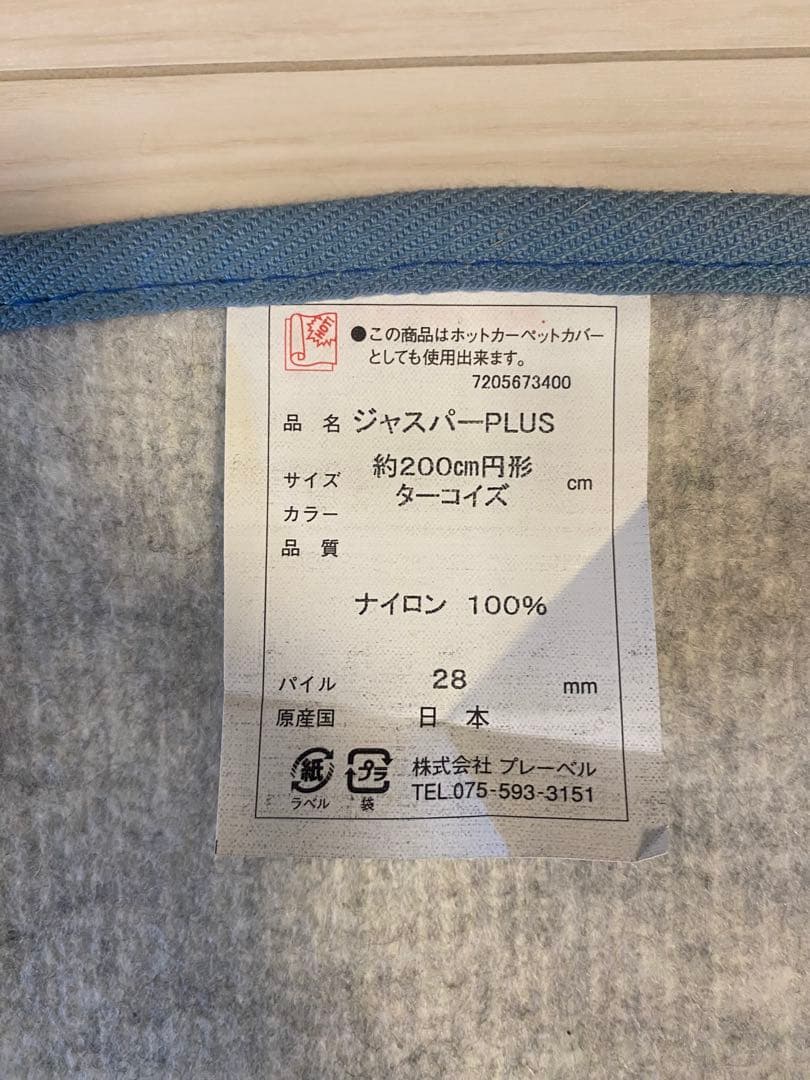 HOT!
●この商品はホットカーペットカバー
としても使用出来ます。
7205673400
品 名 ジャスパーPLUS
サイズ 約200cm円形 cm
カラー ターコイズ
品 質
ナイロン 100%
パイル 28 mm
原産国 日 本
紙 プラ 株式会社 プレーベル
ラベル 袋 TEL.075-593-3151